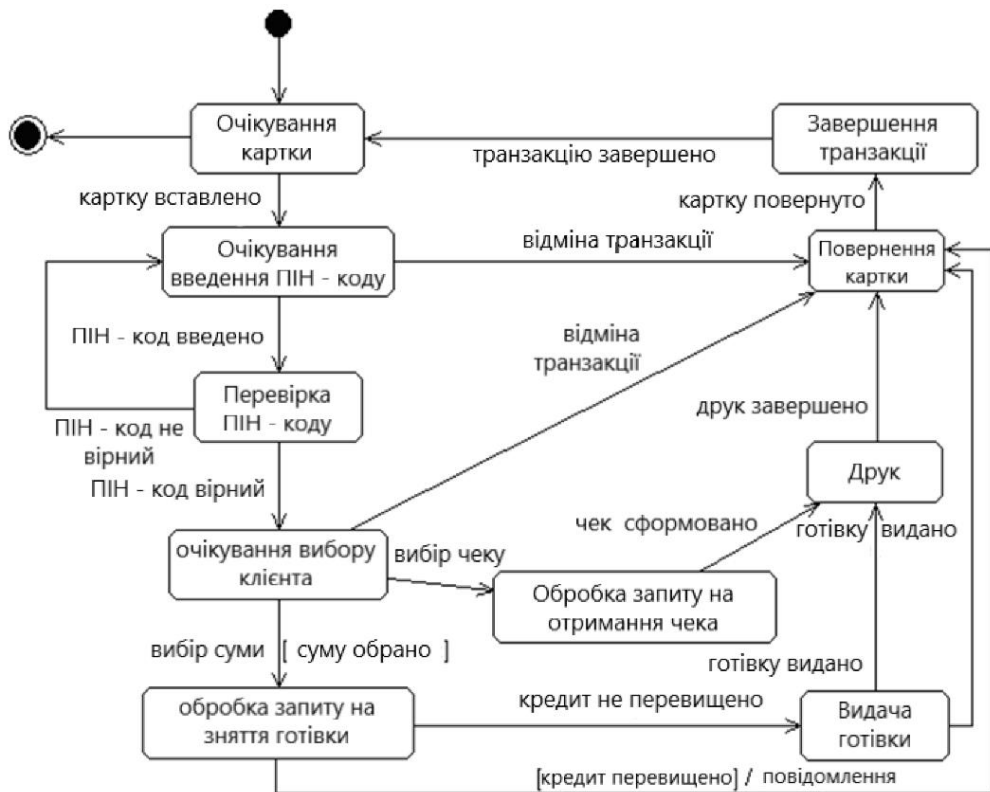 Очікування
картки
Завершення
транзакції
транзакцію завершено
картку вставлено
картку повернуто
Очікування
введення ПІН - коду
відміна транзакції
Повернення
картки
ПІН - код введено
відміна
транзакції
Перевірка
ПІН - коду
друк завершено
ПІН - код не
вірний
ПІН - код вірний
Друк
чек сформовано
готівку видано
очікування вибору
клієнта
вибір чеку
Обробка запиту на
отримання чека
вибір суми [ суму обрано ]
готівку видано
обробка запиту на
зняття готівки
кредит не перевищено
Видача
готівки
[кредит перевищено] / повідомлення